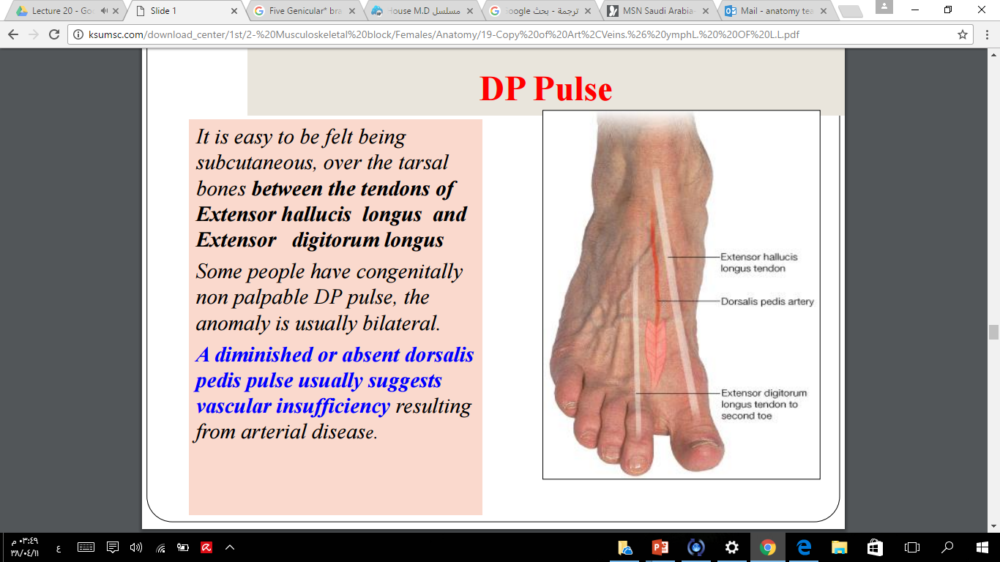 Lecture 20 - Go
Slide 1
Five Genicular* bra
مسلسل House M.D
ترجمة - بحث Google
MSN Saudi Arabia-
Mail - anatomy tea
ksumsc.com/download_center/1st/2-%20Musculoskeletal%20block/Females/Anatomy/19-Copy%20of%20Art%2CVeins.%26%20ymphL.%20%20OF%20L.L.pdf
DP Pulse
It is easy to be felt being
subcutaneous, over the tarsal
bones between the tendons of
Extensor hallucis longus and
Extensor digitorum longus
Some people have congenitally
non palpable DP pulse, the
anomaly is usually bilateral.
A diminished or absent dorsalis
pedis pulse usually suggests
vascular insufficiency resulting
from arterial disease.
Extensor hallucis
longus tendon
Dorsalis pedis artery
Extensor digitorum
longus tendon to
second toe
٠٣:٤٩ م
٣٨/٠٤/١١
ع